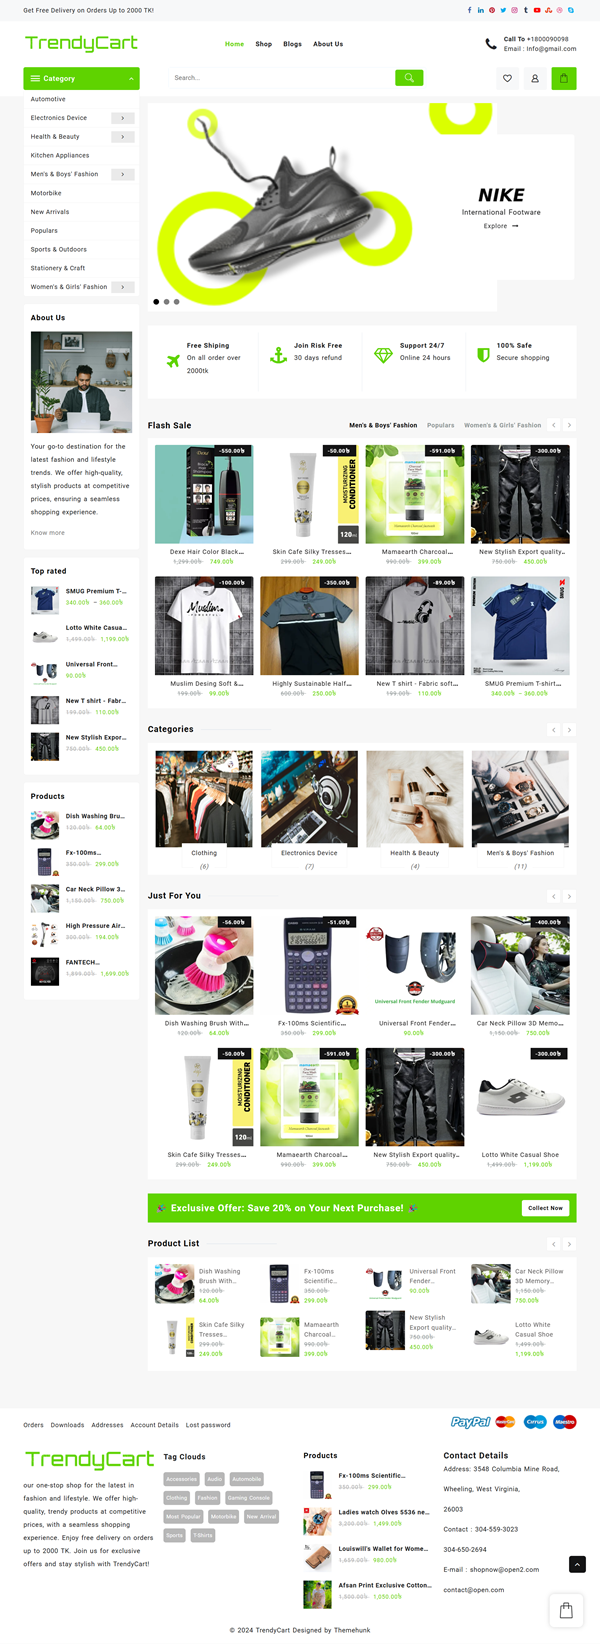 Get Free Delivery on Orders Up to 2000 TK!
TrendyCart
Home Shop Blogs About Us
Call To +1800090098
Email : Info@gmail.com
Category
Search...
Automotive
Electronics Device
Health & Beauty
Kitchen Appliances
Men's & Boys' Fashion
Motorbike
New Arrivals
Populars
Sports & Outdoors
Stationery & Craft
Women's & Girls' Fashion
NIKE
International Footware
Explore
Free Shiping
On all order over
2000tk
Join Risk Free
30 days refund
Support 24/7
Online 24 hours
100% Safe
Secure shopping
About Us
Your go-to destination for the
latest fashion and lifestyle
trends. We offer high-quality,
stylish products at competitive
prices, ensuring a seamless
shopping experience.
Know more
Top rated
SMUG Premium T-...
340.00৳ – 360.00৳
Lotto White Casua...
1,499.00৳ 1,199.00৳
Universal Front...
90.00৳
New T shirt - Fabr...
199.00৳ 110.00৳
New Stylish Expor...
750.00৳ 450.00৳
Products
Dish Washing Bru...
120.00৳ 64.00৳
Fx-100ms...
350.00৳ 299.00৳
Car Neck Pillow 3...
1,150.00৳ 750.00৳
High Pressure Air...
300.00৳ 194.00৳
FANTECH...
1,899.00৳ 1,699.00৳
Flash Sale
Men's & Boys' Fashion Populars Women's & Girls' Fashion
-550.00৳
-50.00৳
-591.00৳
-300.00৳
MOISTURIZING
CONDITIONER
120ml
Dexe Hair Color Black...
1,299.00৳ 749.00৳
Skin Cafe Silky Tresses...
299.00৳ 249.00৳
Mamaearth Charcoal...
990.00৳ 399.00৳
New Stylish Export quality...
750.00৳ 450.00৳
-100.00৳
-350.00৳
-89.00৳
Muslim
SMUG
Muslim Desing Soft &...
199.00৳ 99.00৳
Highly Sustainable Half...
600.00৳ 250.00৳
New T shirt - Fabric soft...
199.00৳ 110.00৳
SMUG Premium T-shirt...
340.00৳ – 360.00৳
Categories
Clothing
(6)
Electronics Device
(7)
Health & Beauty
(4)
Men's & Boys' Fashion
(11)
Just For You
-56.00৳
-51.00৳
-400.00৳
Universal Front Fender Mudguard
Dish Washing Brush With...
120.00৳ 64.00৳
Fx-100ms Scientific...
350.00৳ 299.00৳
Universal Front Fender...
90.00৳
Car Neck Pillow 3D Memo...
1,150.00৳ 750.00৳
-50.00৳
-591.00৳
-300.00৳
-300.00৳
MOISTURIZING
CONDITIONER
120ml
Skin Cafe Silky Tresses...
299.00৳ 249.00৳
Mamaearth Charcoal...
990.00৳ 399.00৳
New Stylish Export quality...
750.00৳ 450.00৳
Lotto White Casual Shoe
1,499.00৳ 1,199.00৳
Exclusive Offer: Save 20% on Your Next Purchase!
Collect Now
Product List
Dish Washing
Brush With...
120.00৳
64.00৳
Fx-100ms
Scientific...
350.00৳
299.00৳
Universal Front
Fender...
90.00৳
Car Neck Pillow
3D Memory...
1,150.00৳
750.00৳
Skin Cafe Silky
Tresses...
299.00৳
249.00৳
Mamaearth
Charcoal...
990.00৳
399.00৳
New Stylish
Export quality...
750.00৳
450.00৳
Lotto White
Casual Shoe
1,499.00৳
1,199.00৳
Orders Downloads Addresses Account Details Lost password
PayPal MasterCard Cirrus Maestro
TrendyCart
our one-stop shop for the latest in
fashion and lifestyle. We offer high-
quality, trendy products at competitive
prices, with a seamless shopping
experience. Enjoy free delivery on orders
up to 2000 TK. Join us for exclusive
offers and stay stylish with TrendyCart!
Tag Clouds
Accessories Audio Automobile
Clothing Fashion Gaming Console
Most Popular Motorbike New Arrival
Sports T-Shirts
Products
Fx-100ms Scientific...
350.00৳ 299.00৳
Ladies watch Olves 5536 ne...
3,200.00৳ 1,499.00৳
Louiswill's Wallet for Wome...
1,650.00৳ 980.00৳
Afsan Print Exclusive Cotton...
1,500.00৳ 1,050.00৳
Contact Details
Address: 3548 Columbia Mine Road,
Wheeling, West Virginia,
26003
Contact : 304-559-3023
304-650-2694
E-mail : shopnow@open2.com
contact@open.com
© 2024 TrendyCart Designed by Themehunk